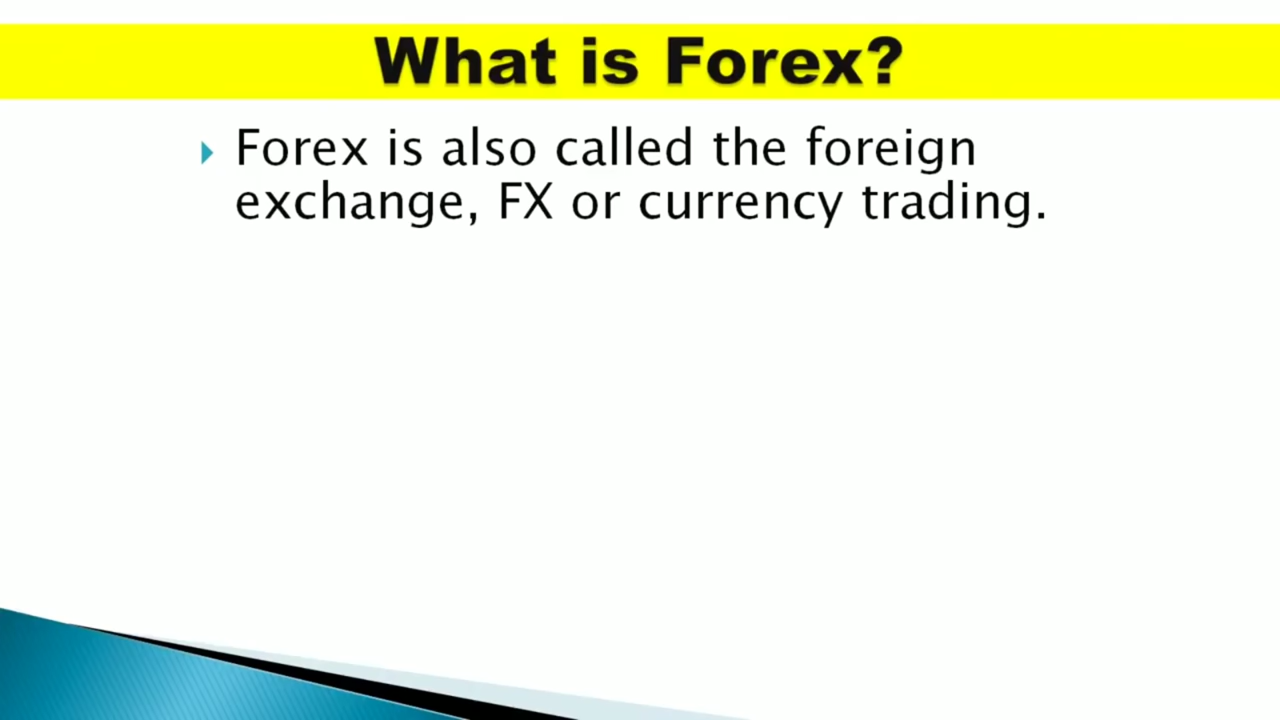 What is Forex?
Forex is also called the foreign
exchange, FX or currency trading.